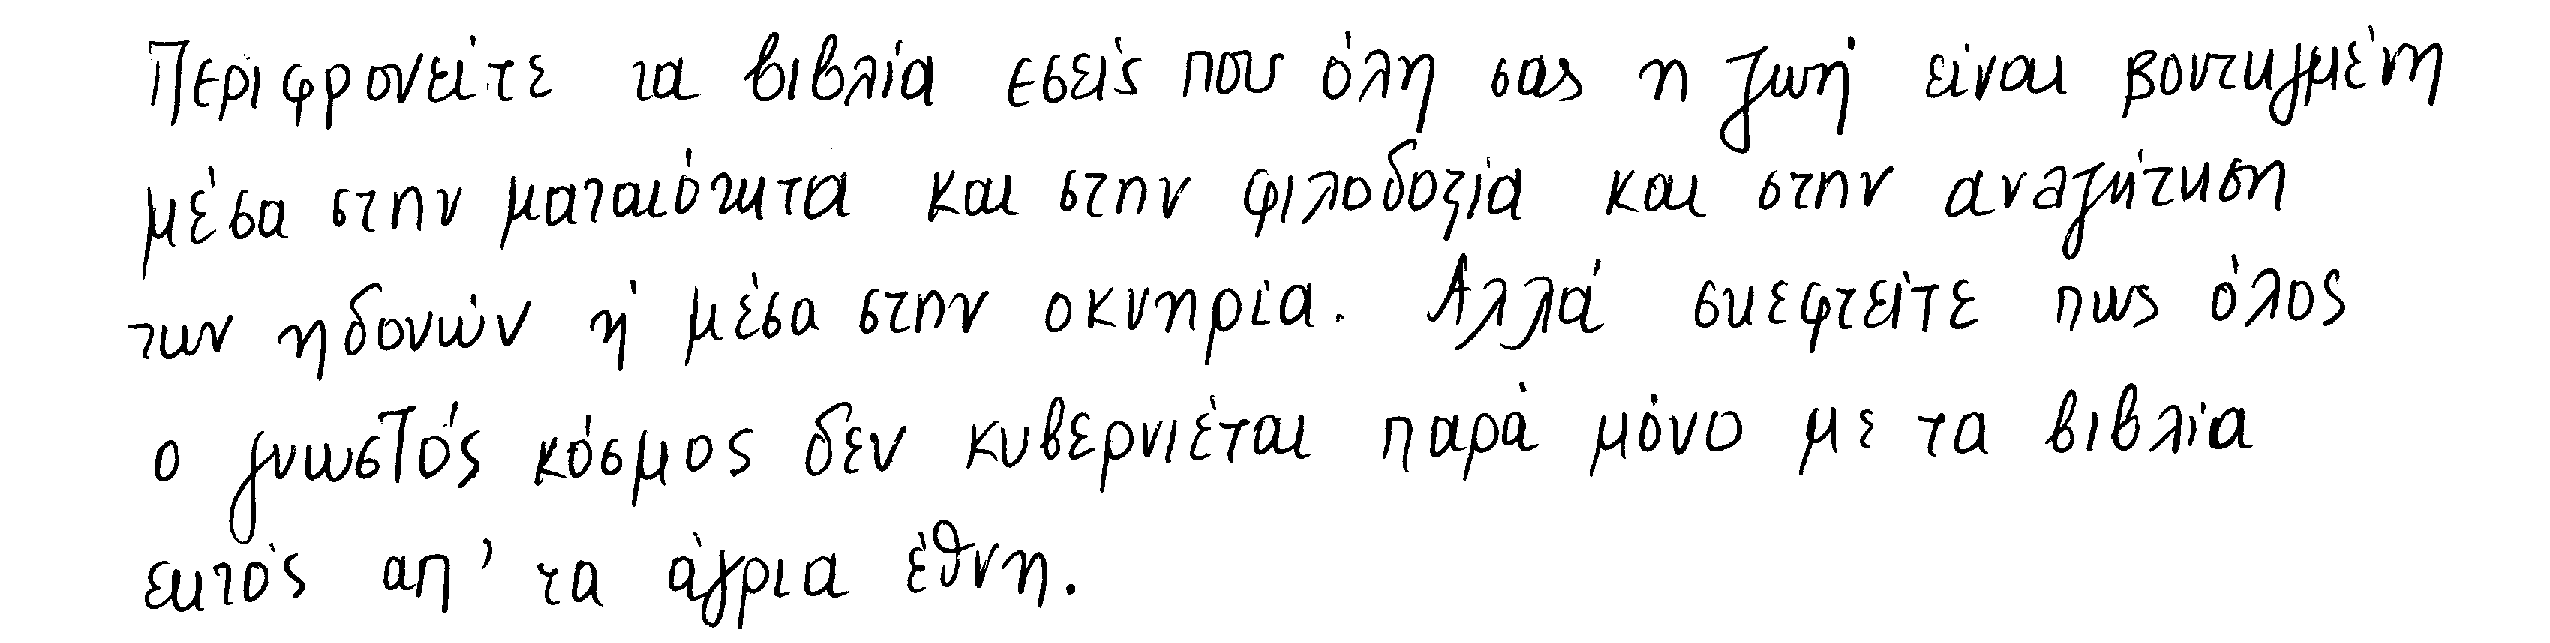 Περιφρονείτε τα βιβλία εσείς που όλη σας η ζωή είναι βουτηγμένη
μέσα στην ματαιότητα και στην φιλοδοξία και στην αναζήτηση
των ηδονών ή μέσα στην οκνηρία. Αλλά σκεφτείτε πως όλος
ο γνωστός κόσμος δεν κυβερνιέται παρά μόνο με τα βιβλία
εκτός απ' τα άγρια έθνη.